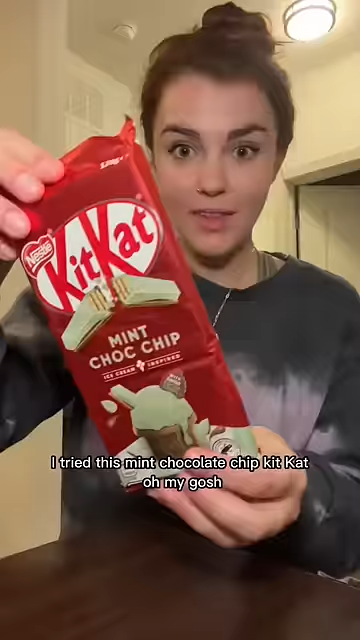 Nestlé
KitKat
MINT
CHOC CHIP
ICE CREAM INSPIRED
I tried this mint chocolate chip kit Kat
oh my gosh